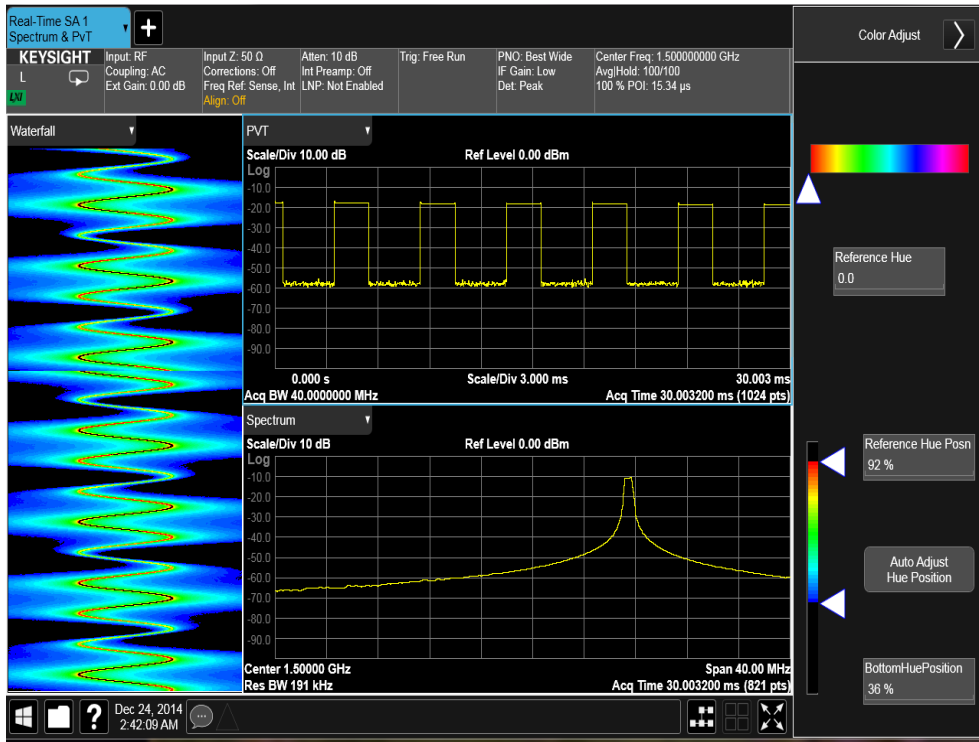 Real-Time SA 1
Spectrum & PvT
+
Color Adjust
KEYSIGHT
L
LXI
Input: RF
Coupling: AC
Ext Gain: 0.00 dB
Input Z: 50 Ω
Corrections: Off
Freq Ref: Sense, Int
Align: Off
Atten: 10 dB
Int Preamp: Off
LNP: Not Enabled
Trig: Free Run
PNO: Best Wide
IF Gain: Low
Det: Peak
Center Freq: 1.500000000 GHz
Avg|Hold: 100/100
100 % POI: 15.34 µs
Waterfall
PVT
Scale/Div 10.00 dB
Ref Level 0.00 dBm
Log
-10.0
-20.0
-30.0
-40.0
-50.0
-60.0
-70.0
-80.0
-90.0
0.000 s
Scale/Div 3.000 ms
30.003 ms
Acq BW 40.0000000 MHz
Acq Time 30.003200 ms (1024 pts)
Spectrum
Scale/Div 10 dB
Ref Level 0.00 dBm
Log
-10.0
-20.0
-30.0
-40.0
-50.0
-60.0
-70.0
-80.0
-90.0
Center 1.50000 GHz
Span 40.00 MHz
Res BW 191 kHz
Acq Time 30.003200 ms (821 pts)
Reference Hue
0.0
Reference Hue Posn
92 %
Auto Adjust
Hue Position
BottomHuePosition
36 %
?
Dec 24, 2014
2:42:09 AM